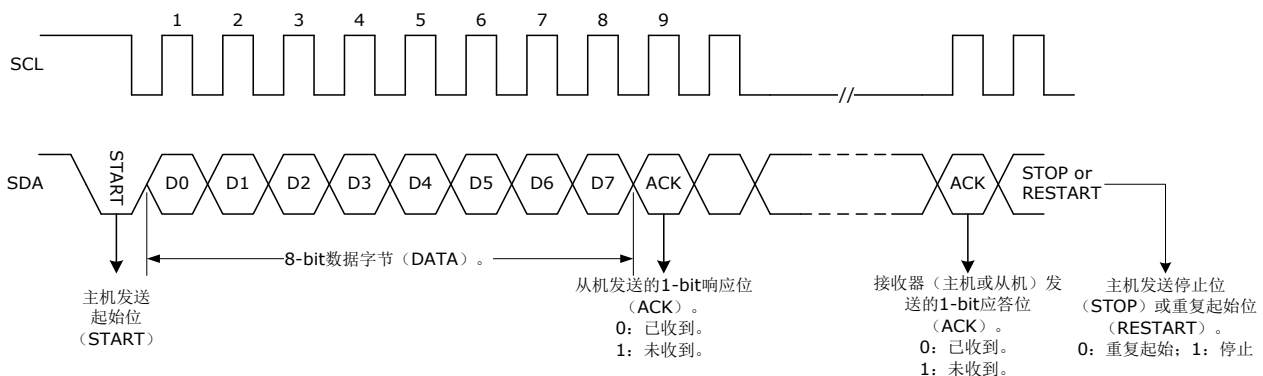 1 2 3 4 5 6 7 8 9
SCL
//
SDA
START
D0 D1 D2 D3 D4 D5 D6 D7 ACK
ACK
STOP or
RESTART
8-bit数据字节（DATA）。
主机发送
起始位
（START）
从机发送的1-bit响应位
（ACK）。
0：已收到。
1：未收到。
接收器（主机或从机）发
送的1-bit应答位
（ACK）。
0：已收到。
1：未收到。
主机发送停止位
（STOP）或重复起始位
（RESTART）。
0：重复起始；1：停止